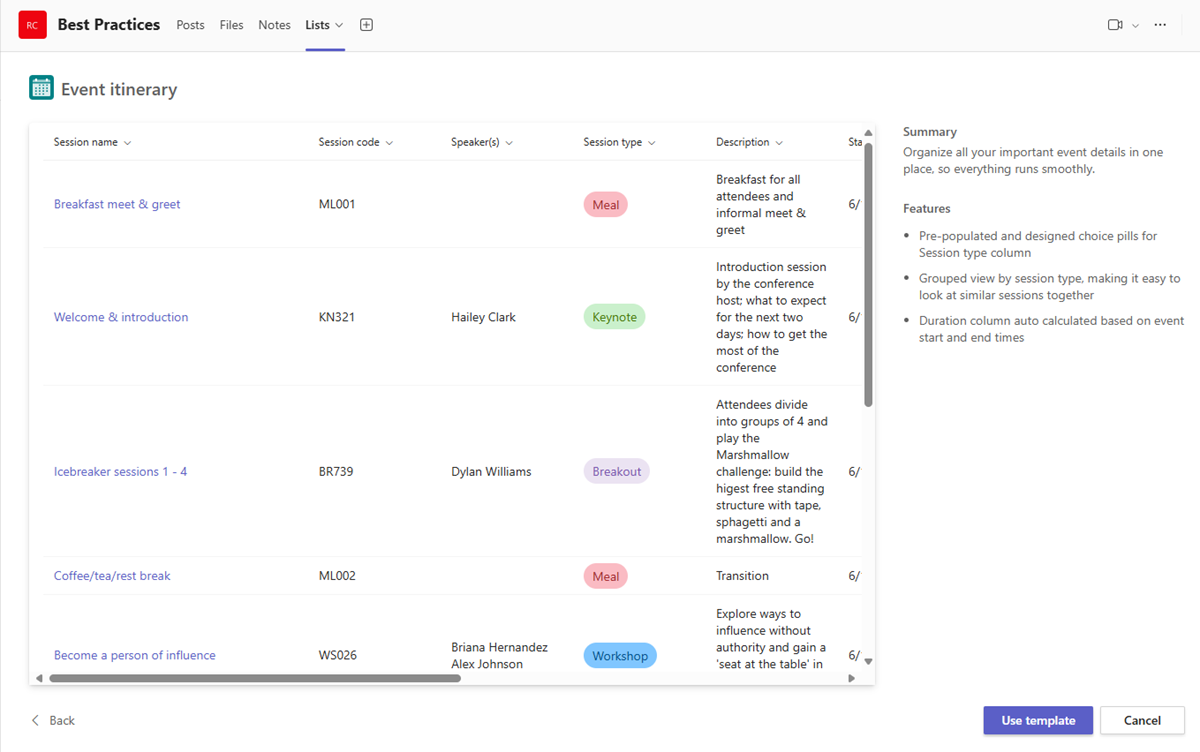 RC Best Practices Posts Files Notes Lists
Event itinerary
Session name Session code Speaker(s) Session type Description Sta
Breakfast meet & greet ML001 Meal
Breakfast for all
attendees and
informal meet &
greet
6/
Welcome & introduction KN321 Hailey Clark Keynote
Introduction session
by the conference
host; what to expect
for the next two
days; how to get the
most of the
conference
6/
Icebreaker sessions 1 - 4 BR739 Dylan Williams Breakout
Attendees divide
into groups of 4 and
play the
Marshmallow
challenge: build the
higest free standing
structure with tape,
sphagetti and a
marshmallow. Go!
6/
Coffee/tea/rest break ML002 Meal Transition 6/
Become a person of influence WS026
Briana Hernandez
Alex Johnson
Workshop
Explore ways to
influence without
authority and gain a
'seat at the table' in
6/
Summary
Organize all your important event details in one
place, so everything runs smoothly.
Features
• Pre-populated and designed choice pills for
Session type column
• Grouped view by session type, making it easy to
look at similar sessions together
• Duration column auto calculated based on event
start and end times
Back
Use template Cancel